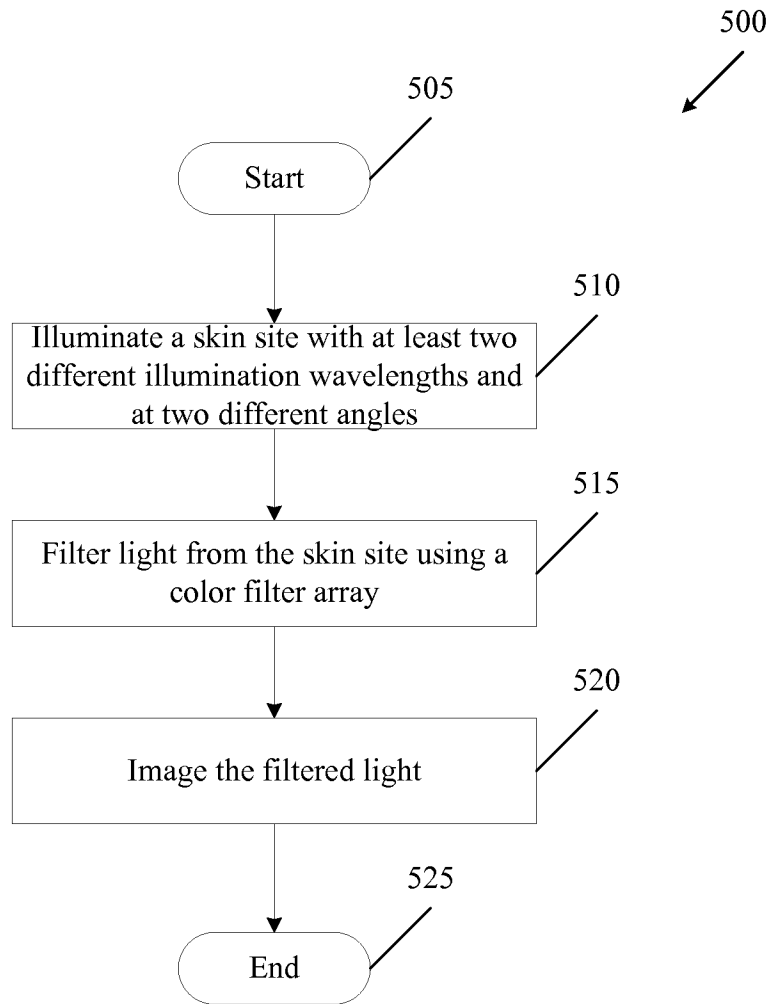 500
505
Start
510
Illuminate a skin site with at least two
different illumination wavelengths and
at two different angles
515
Filter light from the skin site using a
color filter array
520
Image the filtered light
525
End